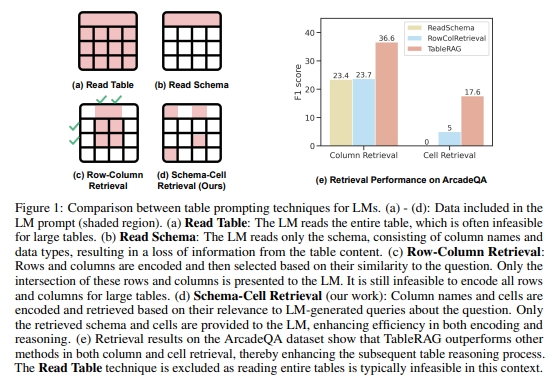 (a) Read Table
(b) Read Schema
(c) Row-Column
Retrieval
(d) Schema-Cell
Retrieval (Ours)
F1 score
40
30
20
10
0
ReadSchema
RowColRetrieval
TableRAG
23.4
23.7
36.6
0
5
17.6
Column Retrieval
Cell Retrieval
(e) Retrieval Performance on ArcadeQA
Figure 1: Comparison between table prompting techniques for LMs. (a) - (d): Data included in the
LM prompt (shaded region). (a) Read Table: The LM reads the entire table, which is often infeasible
for large tables. (b) Read Schema: The LM reads only the schema, consisting of column names and
data types, resulting in a loss of information from the table content. (c) Row-Column Retrieval:
Rows and columns are encoded and then selected based on their similarity to the question. Only the
intersection of these rows and columns is presented to the LM. It is still infeasible to encode all rows
and columns for large tables. (d) Schema-Cell Retrieval (our work): Column names and cells are
encoded and retrieved based on their relevance to LM-generated queries about the question. Only
the retrieved schema and cells are provided to the LM, enhancing efficiency in both encoding and
reasoning. (e) Retrieval results on the ArcadeQA dataset show that TableRAG outperforms other
methods in both column and cell retrieval, thereby enhancing the subsequent table reasoning process.
The Read Table technique is excluded as reading entire tables is typically infeasible in this context.